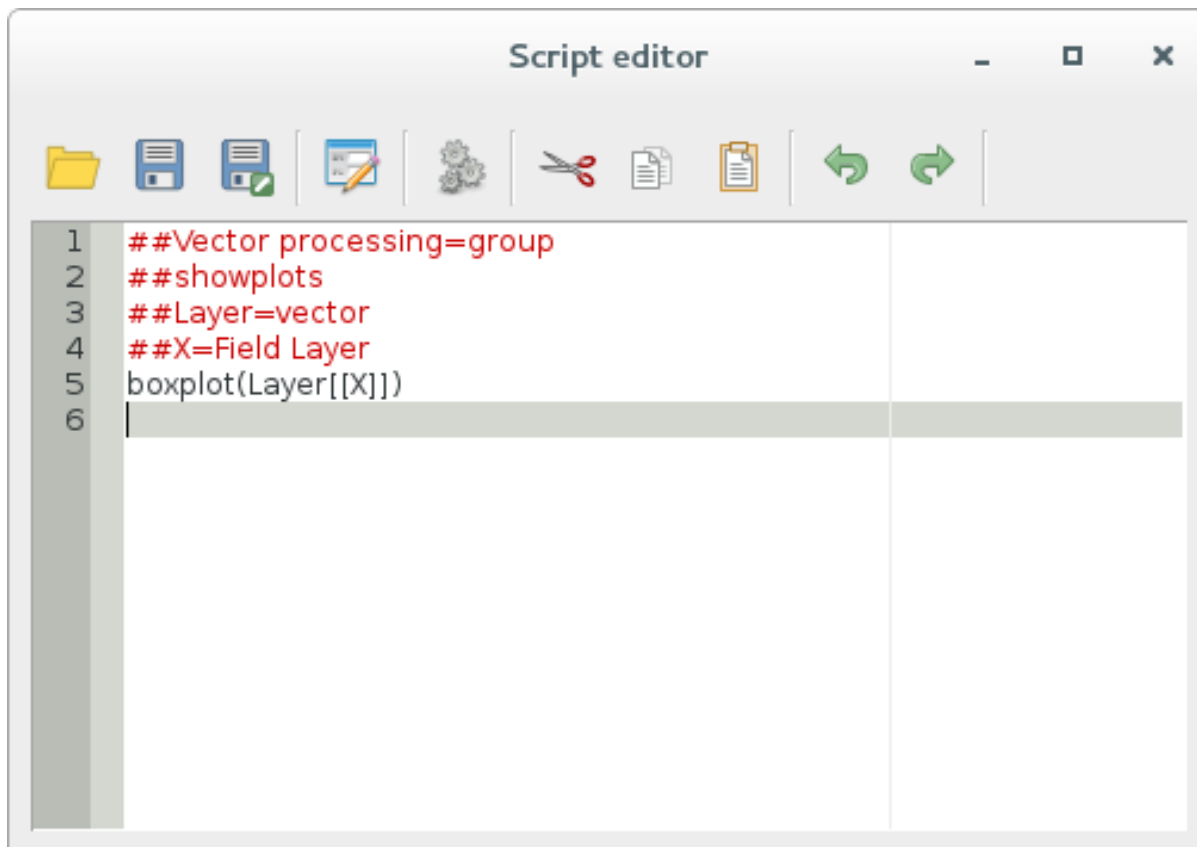 Script editor
1 ##Vector processing=group
2 ##showplots
3 ##Layer=vector
4 ##X=Field Layer
5 boxplot(Layer[[X]])
6